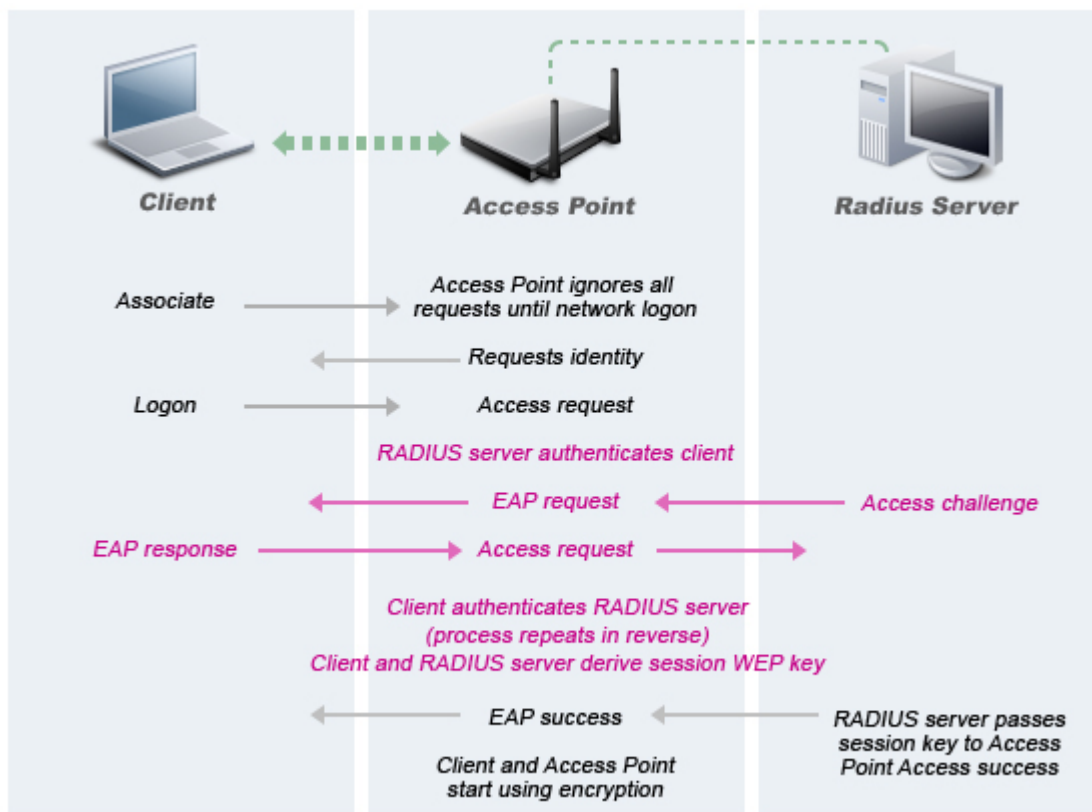 Client
Access Point
Radius Server
Associate
Access Point ignores all
requests until network logon
Requests identity
Logon
Access request
RADIUS server authenticates client
EAP request
Access challenge
EAP response
Access request
Client authenticates RADIUS server
(process repeats in reverse)
Client and RADIUS server derive session WEP key
EAP success
RADIUS server passes
session key to Access
Point Access success
Client and Access Point
start using encryption